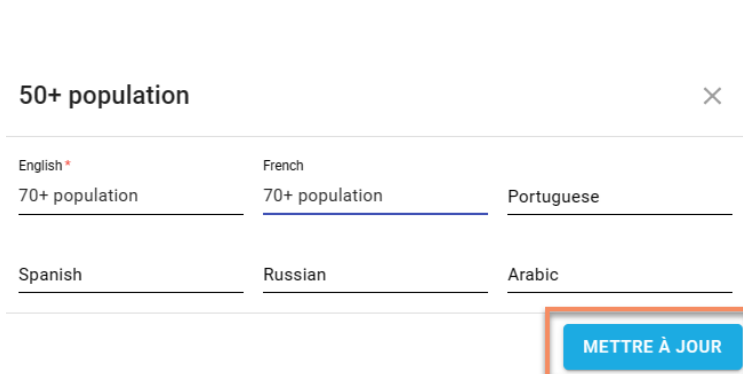 50+ population
English *
French
70+ population
70+ population
Portuguese
Spanish
Russian
Arabic
METTRE À JOUR